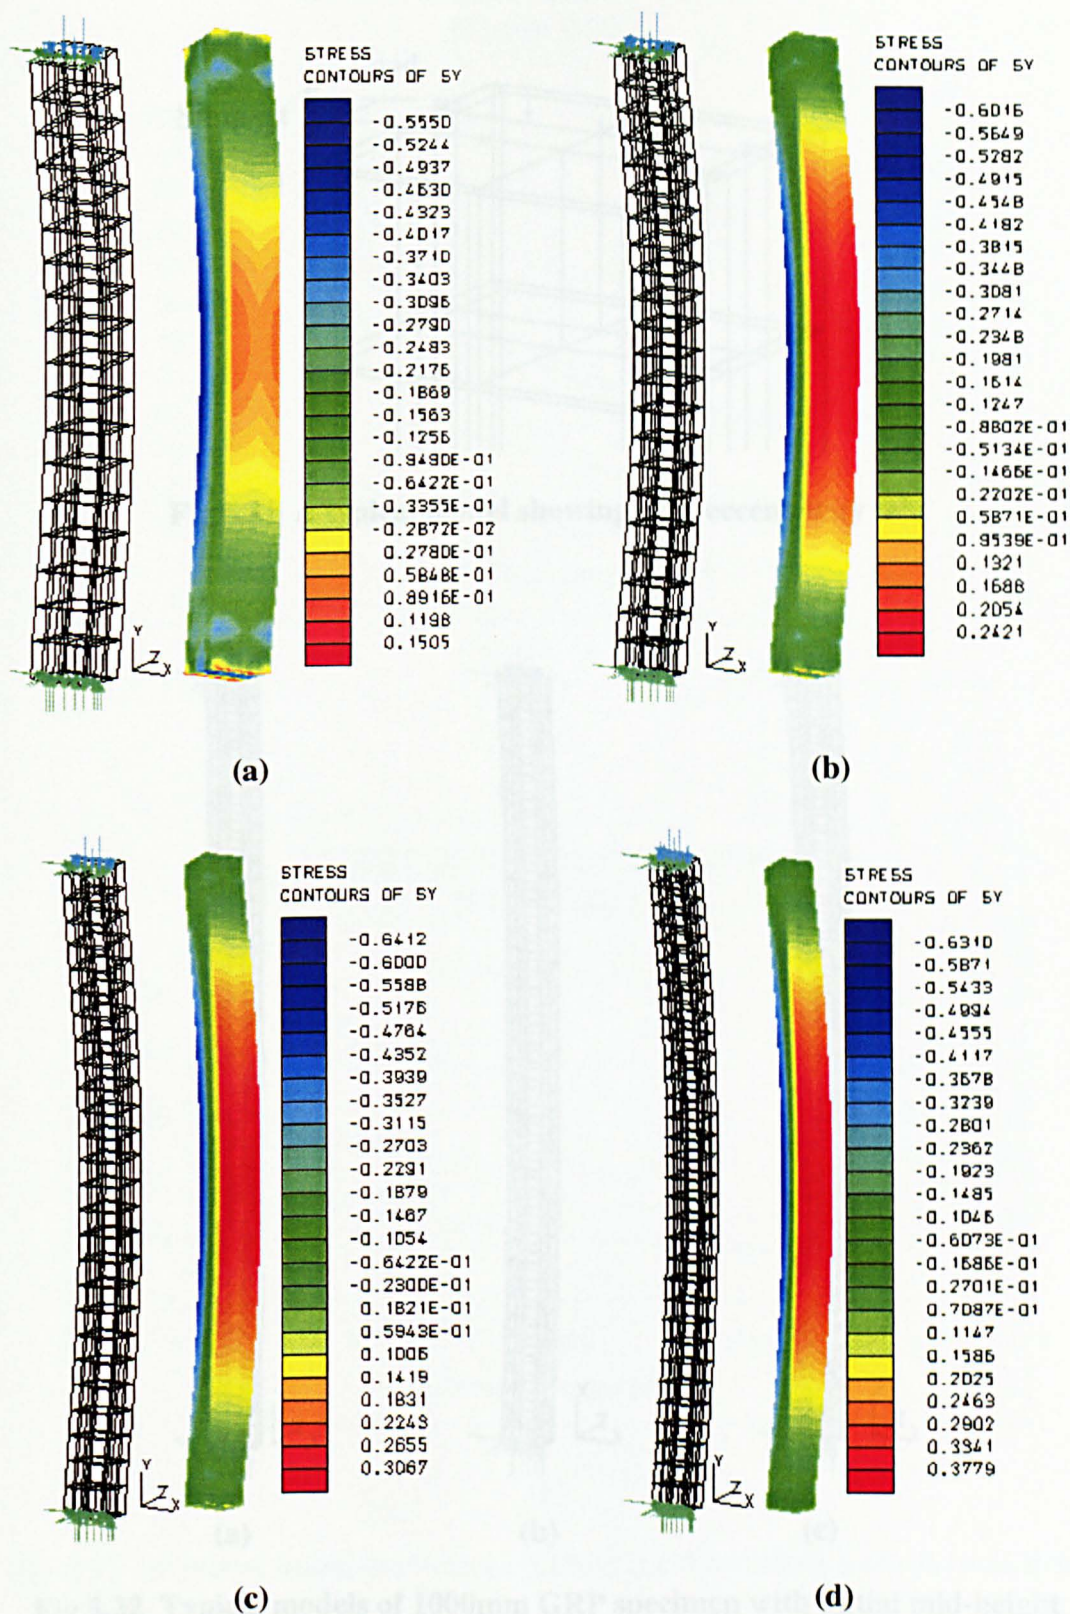 STRESS
CONTOURS OF SY
-0.5550
-0.5244
-0.4937
-0.4630
-0.4323
-0.4017
-0.3710
-0.3403
-0.3096
-0.2790
-0.2483
-0.2176
-0.1869
-0.1563
-0.1256
-0.9490E-01
-0.6422E-01
-0.3355E-01
-0.2872E-02
0.2780E-01
0.5848E-01
0.8916E-01
0.1198
0.1505
Y
Z
X
(a)
STRESS
CONTOURS OF SY
-0.6016
-0.5649
-0.5282
-0.4915
-0.4548
-0.4182
-0.3815
-0.3448
-0.3081
-0.2714
-0.2348
-0.1981
-0.1614
-0.1247
-0.8802E-01
-0.5134E-01
-0.1466E-01
0.2202E-01
0.5871E-01
0.9539E-01
0.1321
0.1688
0.2054
0.2421
Y
Z
X
(b)
STRESS
CONTOURS OF SY
-0.6412
-0.6000
-0.5588
-0.5176
-0.4764
-0.4352
-0.3939
-0.3527
-0.3115
-0.2703
-0.2291
-0.1879
-0.1467
-0.1054
-0.6422E-01
-0.2300E-01
0.1821E-01
0.5943E-01
0.1006
0.1419
0.1831
0.2243
0.2655
0.3067
Y
Z
X
(c)
STRESS
CONTOURS OF SY
-0.6310
-0.5871
-0.5433
-0.4994
-0.4555
-0.4117
-0.3678
-0.3239
-0.2801
-0.2362
-0.1923
-0.1485
-0.1046
-0.6073E-01
-0.1686E-01
0.2701E-01
0.7087E-01
0.1147
0.1586
0.2025
0.2463
0.2902
0.3341
0.3779
Y
Z
X
(d)